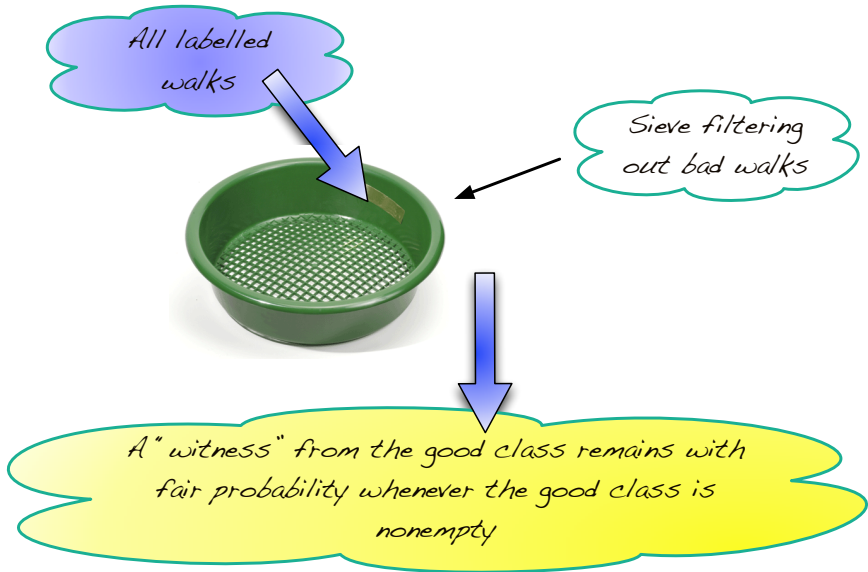 All labelled
walks
Sieve filtering
out bad walks
A "witness" from the good class remains with
fair probability whenever the good class is
nonempty